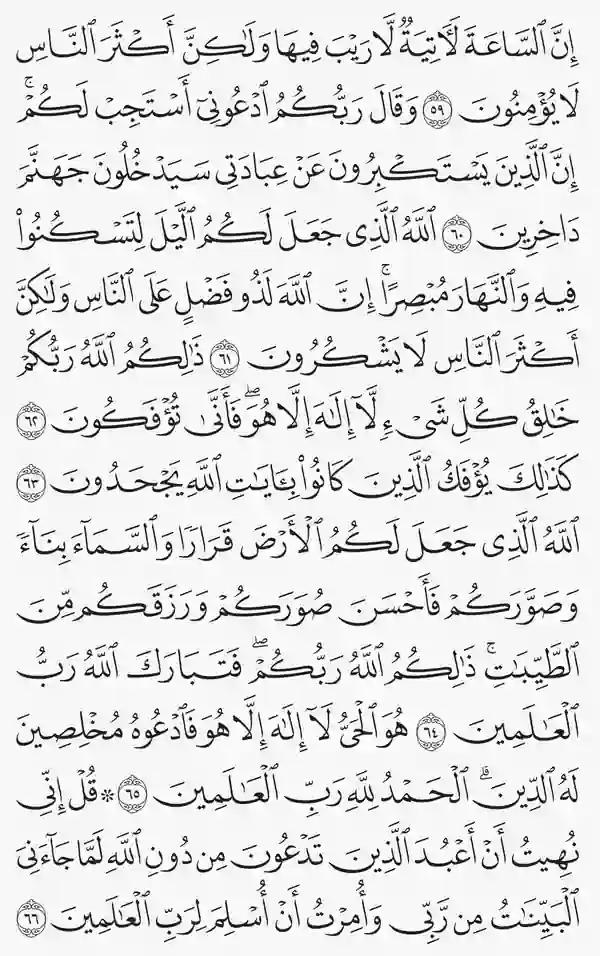 إِنَّ ٱلسَّاعَةَ لَـَٔاتِيَةٌ لَّا رَيْبَ فِيهَا وَلَـٰكِنَّ أَكْثَرَ ٱلنَّاسِ
لَا يُؤْمِنُونَ ٥٩ وَقَالَ رَبُّكُمُ ٱدْعُونِىٓ أَسْتَجِبْ لَكُمْ ۚ
إِنَّ ٱلَّذِينَ يَسْتَكْبِرُونَ عَنْ عِبَادَتِى سَيَدْخُلُونَ جَهَنَّمَ
دَاخِرِينَ ٦٠ ٱللَّهُ ٱلَّذِى جَعَلَ لَكُمُ ٱلَّيْلَ لِتَسْكُنُوا۟
فِيهِ وَٱلنَّهَارَ مُبْصِرًا ۚ إِنَّ ٱللَّهَ لَذُو فَضْلٍ عَلَى ٱلنَّاسِ وَلَـٰكِنَّ
أَكْثَرَ ٱلنَّاسِ لَا يَشْكُرُونَ ٦١ ذَٰلِكُمُ ٱللَّهُ رَبُّكُمْ
خَـٰلِقُ كُلِّ شَىْءٍ لَّآ إِلَـٰهَ إِلَّا هُوَ ۖ فَأَنَّىٰ تُؤْفَكُونَ ٦٢
كَذَٰلِكَ يُؤْفَكُ ٱلَّذِينَ كَانُوا۟ بِـَٔايَـٰتِ ٱللَّهِ يَجْحَدُونَ ٦٣
ٱللَّهُ ٱلَّذِى جَعَلَ لَكُمُ ٱلْأَرْضَ قَرَارًا وَٱلسَّمَآءَ بِنَآءً
وَصَوَّرَكُمْ فَأَحْسَنَ صُوَرَكُمْ وَرَزَقَكُم مِّنَ
ٱلطَّيِّبَـٰتِ ۚ ذَٰلِكُمُ ٱللَّهُ رَبُّكُمْ ۖ فَتَبَارَكَ ٱللَّهُ رَبُّ
ٱلْعَـٰلَمِينَ ٦٤ هُوَ ٱلْحَىُّ لَآ إِلَـٰهَ إِلَّا هُوَ فَٱدْعُوهُ مُخْلِصِينَ
لَهُ ٱلدِّينَ ۗ ٱلْحَمْدُ لِلَّهِ رَبِّ ٱلْعَـٰلَمِينَ ٦٥ ۞ قُلْ إِنِّى
نُهِيتُ أَنْ أَعْبُدَ ٱلَّذِينَ تَدْعُونَ مِن دُونِ ٱللَّهِ لَمَّا جَآءَنِىَ
ٱلْبَيِّنَـٰتُ مِن رَّبِّى وَأُمِرْتُ أَنْ أُسْلِمَ لِرَبِّ ٱلْعَـٰلَمِينَ ٦٦